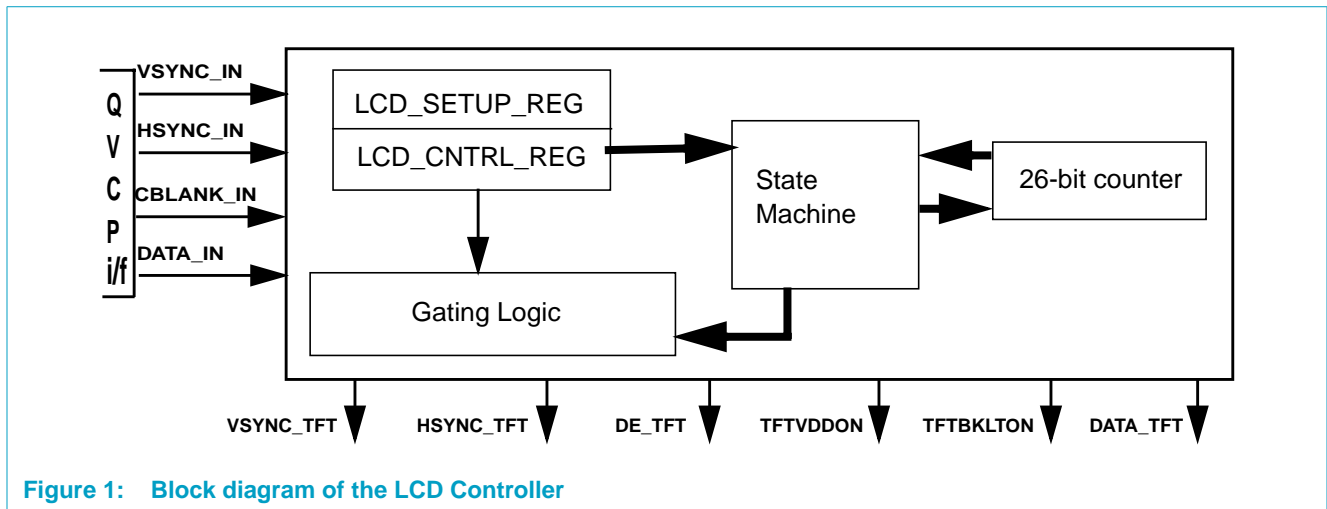 Q
V
C
P
i/f
VSYNC_IN
HSYNC_IN
CBLANK_IN
DATA_IN
LCD_SETUP_REG
LCD_CNTRL_REG
State
Machine
26-bit counter
Gating Logic
VSYNC_TFT
HSYNC_TFT
DE_TFT
TFTVDDON
TFTBKLTON
DATA_TFT
Figure 1: Block diagram of the LCD Controller